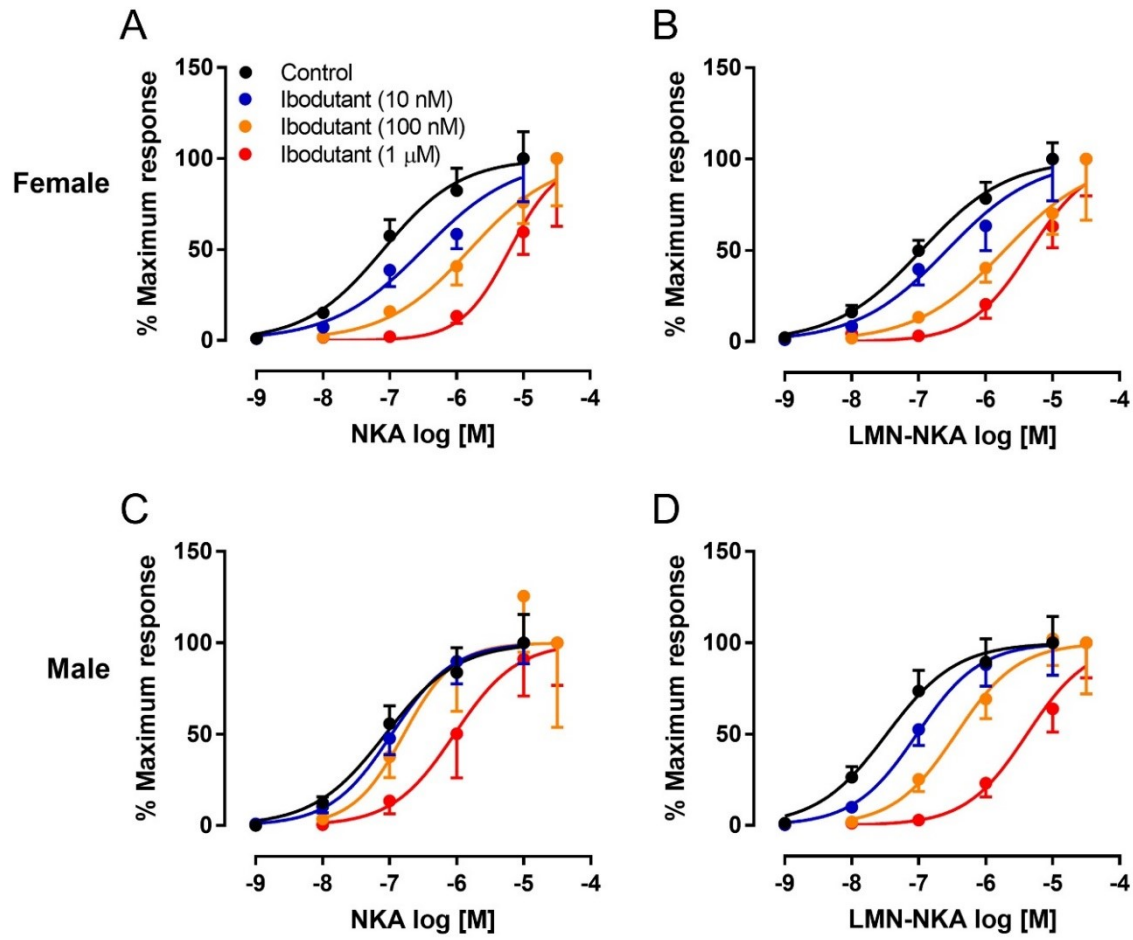 A
B
150
Control
Ibodutant (10 nM)
Ibodutant (100 nM)
Ibodutant (1 μM)
100
50
0
% Maximum response
Female
-9 -8 -7 -6 -5 -4
NKA log [M]
150
100
50
0
% Maximum response
-9 -8 -7 -6 -5 -4
LMN-NKA log [M]
C
D
150
100
50
0
% Maximum response
Male
-9 -8 -7 -6 -5 -4
NKA log [M]
150
100
50
0
% Maximum response
-9 -8 -7 -6 -5 -4
LMN-NKA log [M]